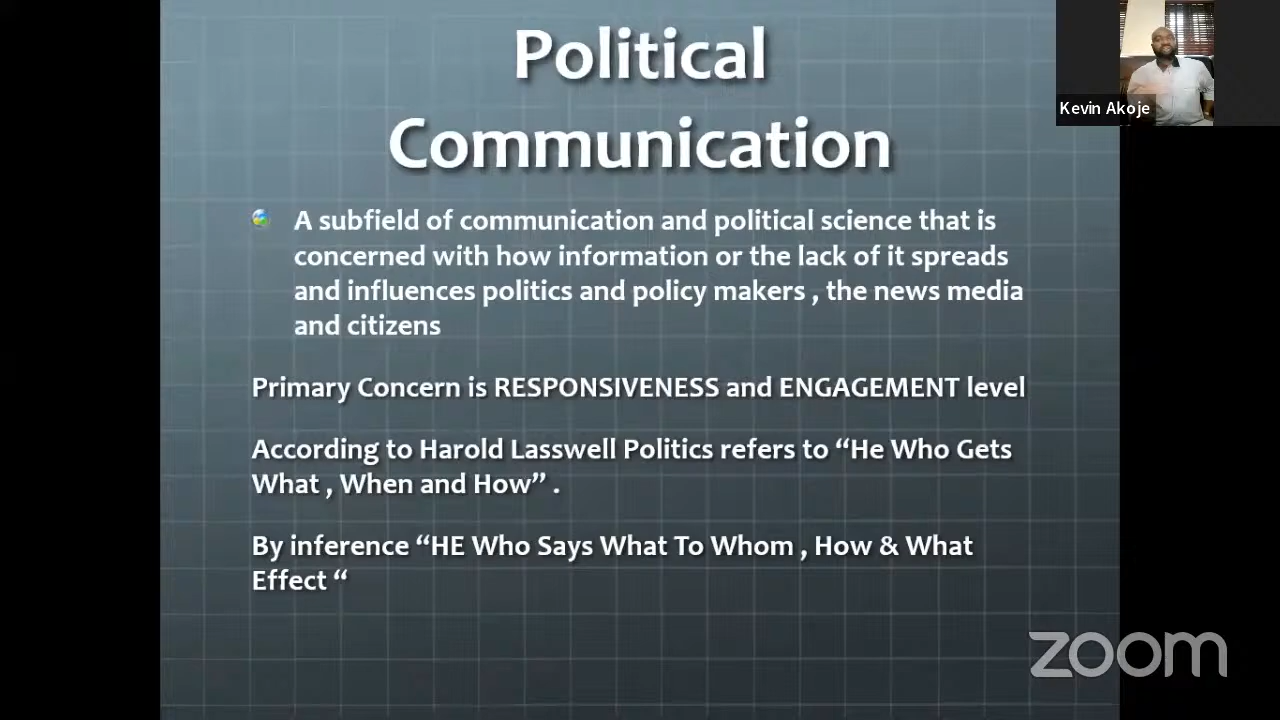 Political
Communication
Kevin Akoje
A subfield of communication and political science that is
concerned with how information or the lack of it spreads
and influences politics and policy makers , the news media
and citizens
Primary Concern is RESPONSIVENESS and ENGAGEMENT level
According to Harold Lasswell Politics refers to “He Who Gets
What , When and How” .
By inference “HE Who Says What To Whom , How & What
Effect “
zoom